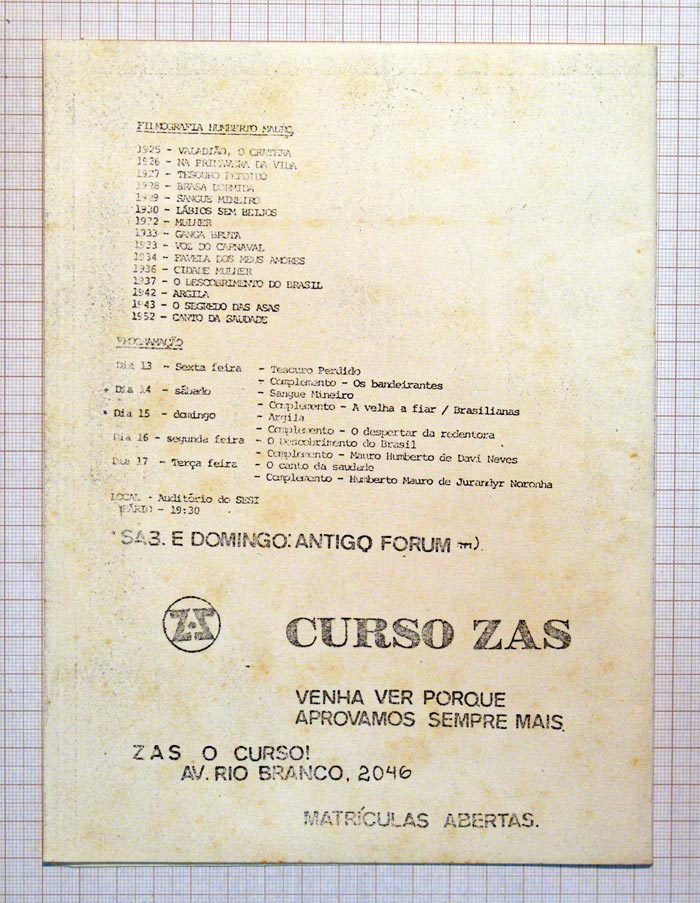 FILMOGRAFIA HUMBERTO MAURO
1925 - VALADIÃO, O CRATERA
1926 - NA PRIMAVERA DA VIDA
1927 - TESOURO PERDIDO
1928 - BRASA DORMIDA
1929 - SANGUE MINEIRO
1930 - LÁBIOS SEM BEIJOS
1932 - MULHER
1933 - GANGA BRUTA
1933 - VOZ DO CARNAVAL
1934 - FAVELA DOS MEUS AMORES
1936 - CIDADE MULHER
1937 - O DESCOBRIMENTO DO BRASIL
1942 - ARGILA
1943 - O SEGREDO DAS ASAS
1952 - CANTO DA SAUDADE
PROGRAMAÇÃO
Dia 13 - Sexta feira - Tesouro Perdido
- Complemento - Os bandeirantes
• Dia 14 - sábado - Sangue Mineiro
- Complemento - A velha a fiar / Brasilianas
• Dia 15 - domingo - Argila
- Complemento - O despertar da redentora
Dia 16 - segunda feira - O Descobrimento do Brasil
- Complemento - Mauro Humberto de Davi Neves
Dia 17 - Terça feira - O canto da saudade
- Complemento - Humberto Mauro de Jurandyr Noronha
LOCAL - Auditório do SESI
HORÁRIO - 19:30
SAB. E DOMINGO: ANTIGO FORUM
ZAS CURSO ZAS
VENHA VER PORQUE
APROVAMOS SEMPRE MAIS.
ZAS O CURSO!
AV. RIO BRANCO, 2046
MATRÍCULAS ABERTAS.